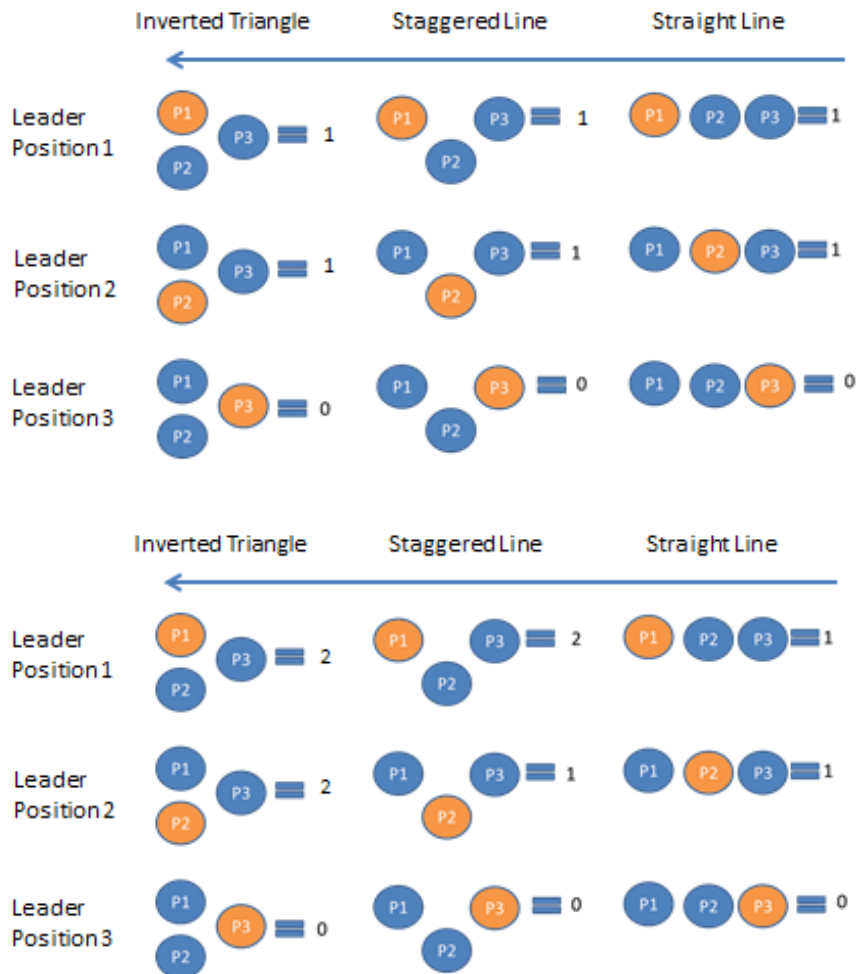 Inverted Triangle Staggered Line Straight Line
Leader Position 1
P1 P2 P3 1
P1 P2 P3 1
P1 P2 P3 1
Leader Position 2
P1 P2 P3 1
P1 P2 P3 1
P1 P2 P3 1
Leader Position 3
P1 P2 P3 0
P1 P2 P3 0
P1 P2 P3 0
Inverted Triangle Staggered Line Straight Line
Leader Position 1
P1 P2 P3 2
P1 P2 P3 2
P1 P2 P3 1
Leader Position 2
P1 P2 P3 2
P1 P2 P3 1
P1 P2 P3 1
Leader Position 3
P1 P2 P3 0
P1 P2 P3 0
P1 P2 P3 0